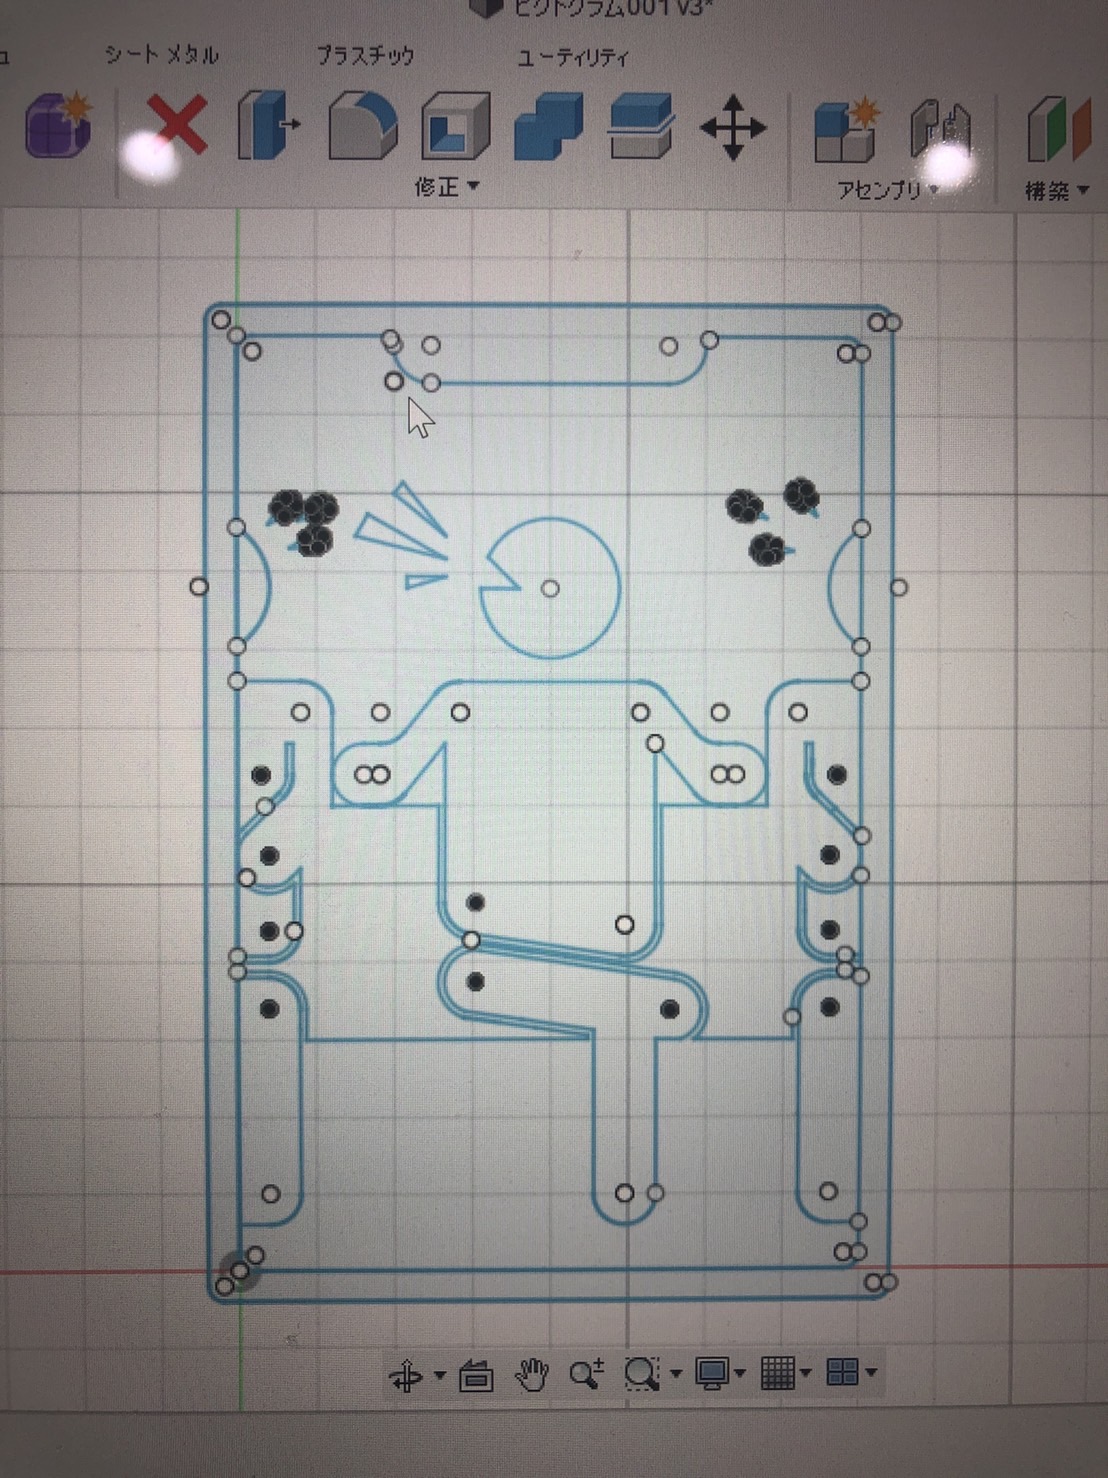 ピクトグラム001 v3*
シート メタル
プラスチック
ユーティリティ
修正
アセンブリ
構築